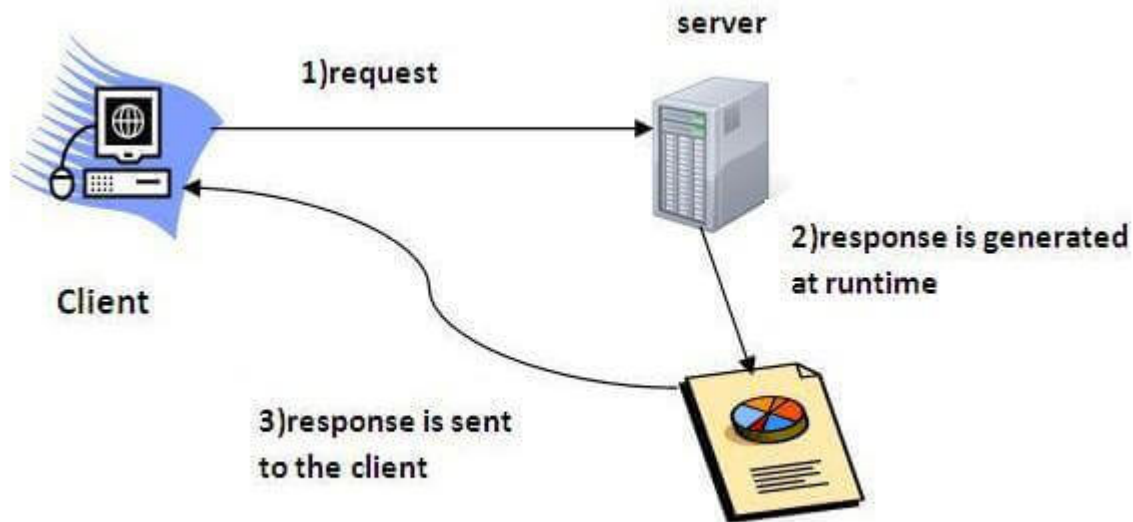 server
1)request
2)response is generated
at runtime
Client
3)response is sent
to the client